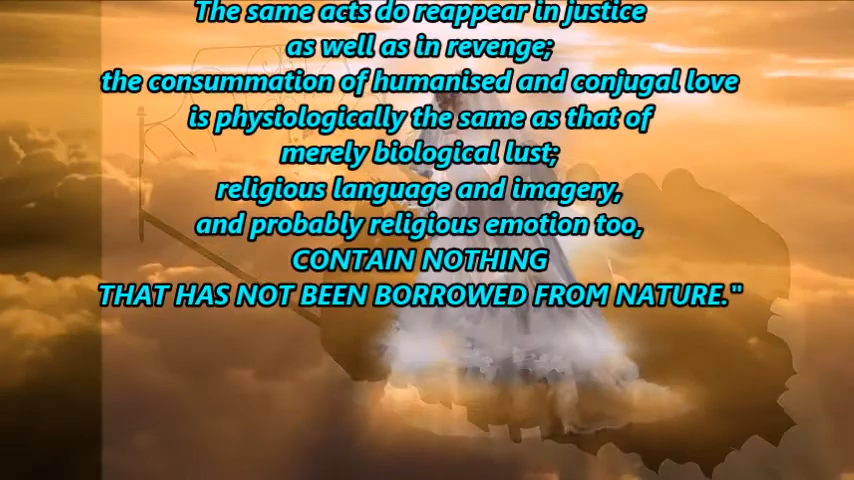 The same acts do reappear in justice
as well as in revenge;
the consummation of humanised and conjugal love
is physiologically the same as that of
merely biological lust;
religious language and imagery,
and probably religious emotion too,
CONTAIN NOTHING
THAT HAS NOT BEEN BORROWED FROM NATURE."